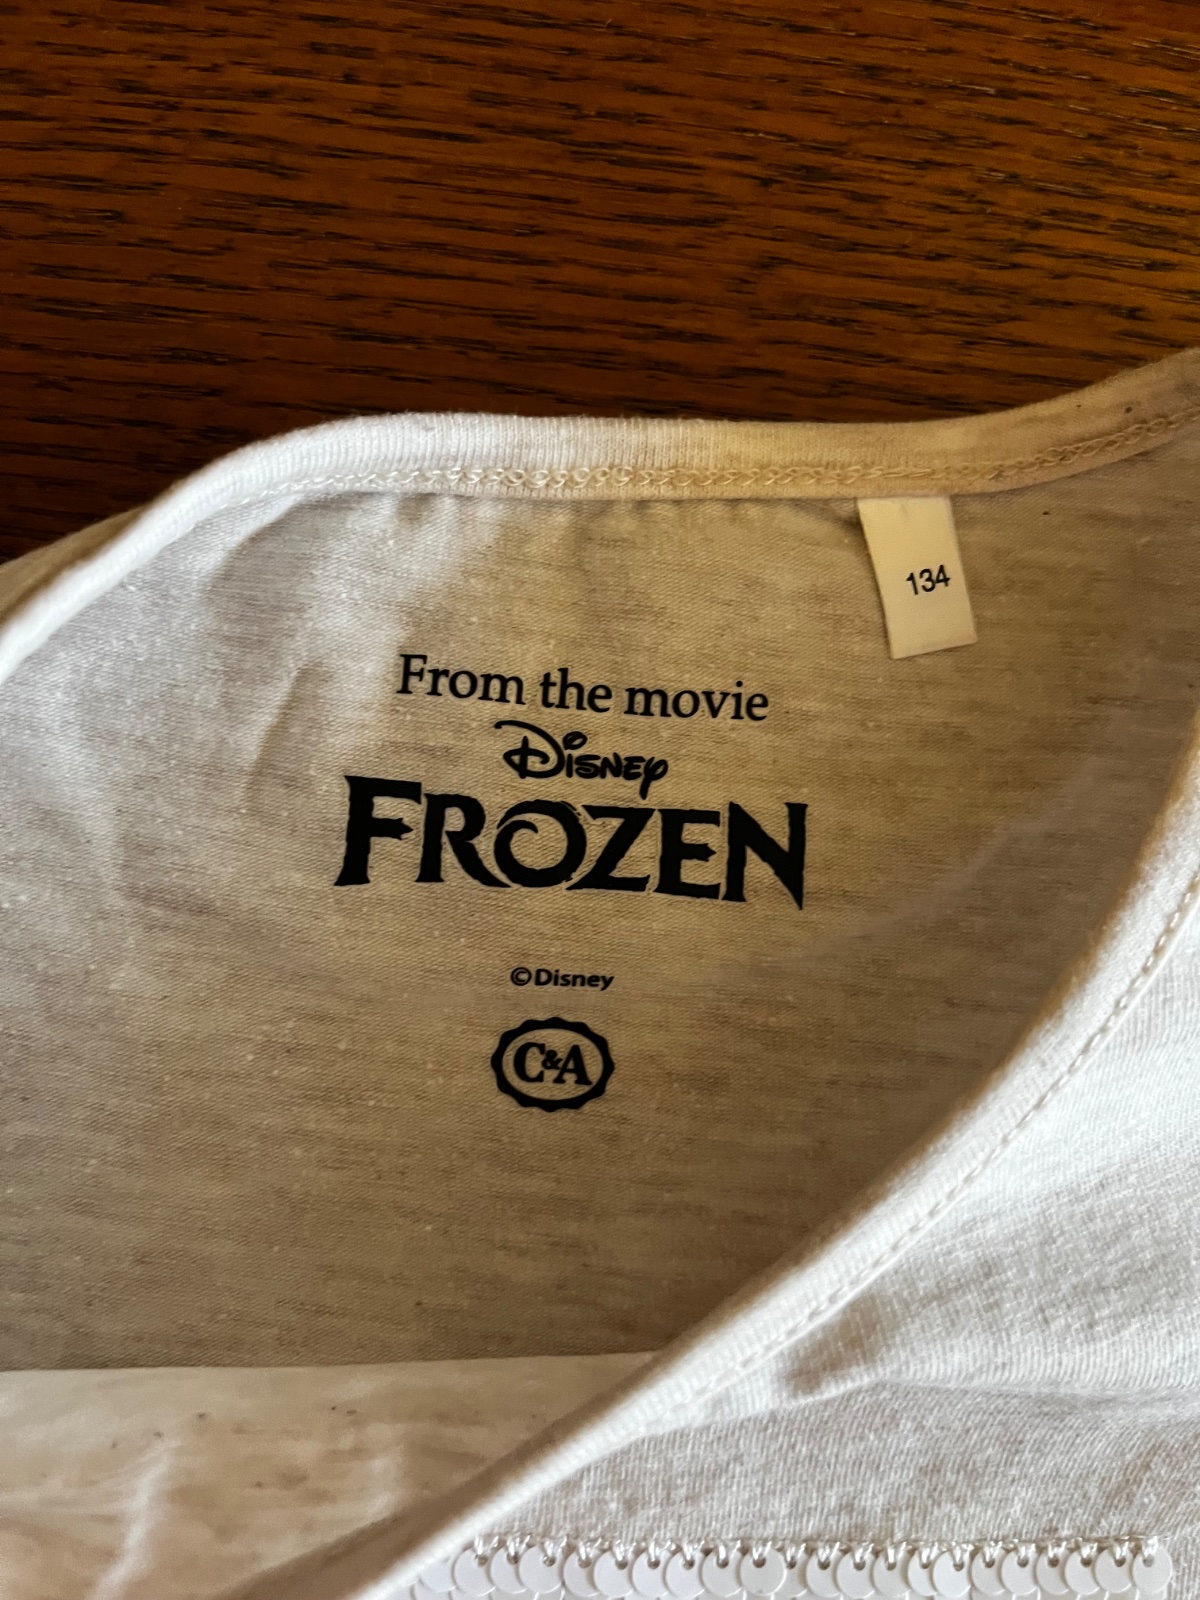 134
From the movie
Disney
FROZEN
©Disney
C&A